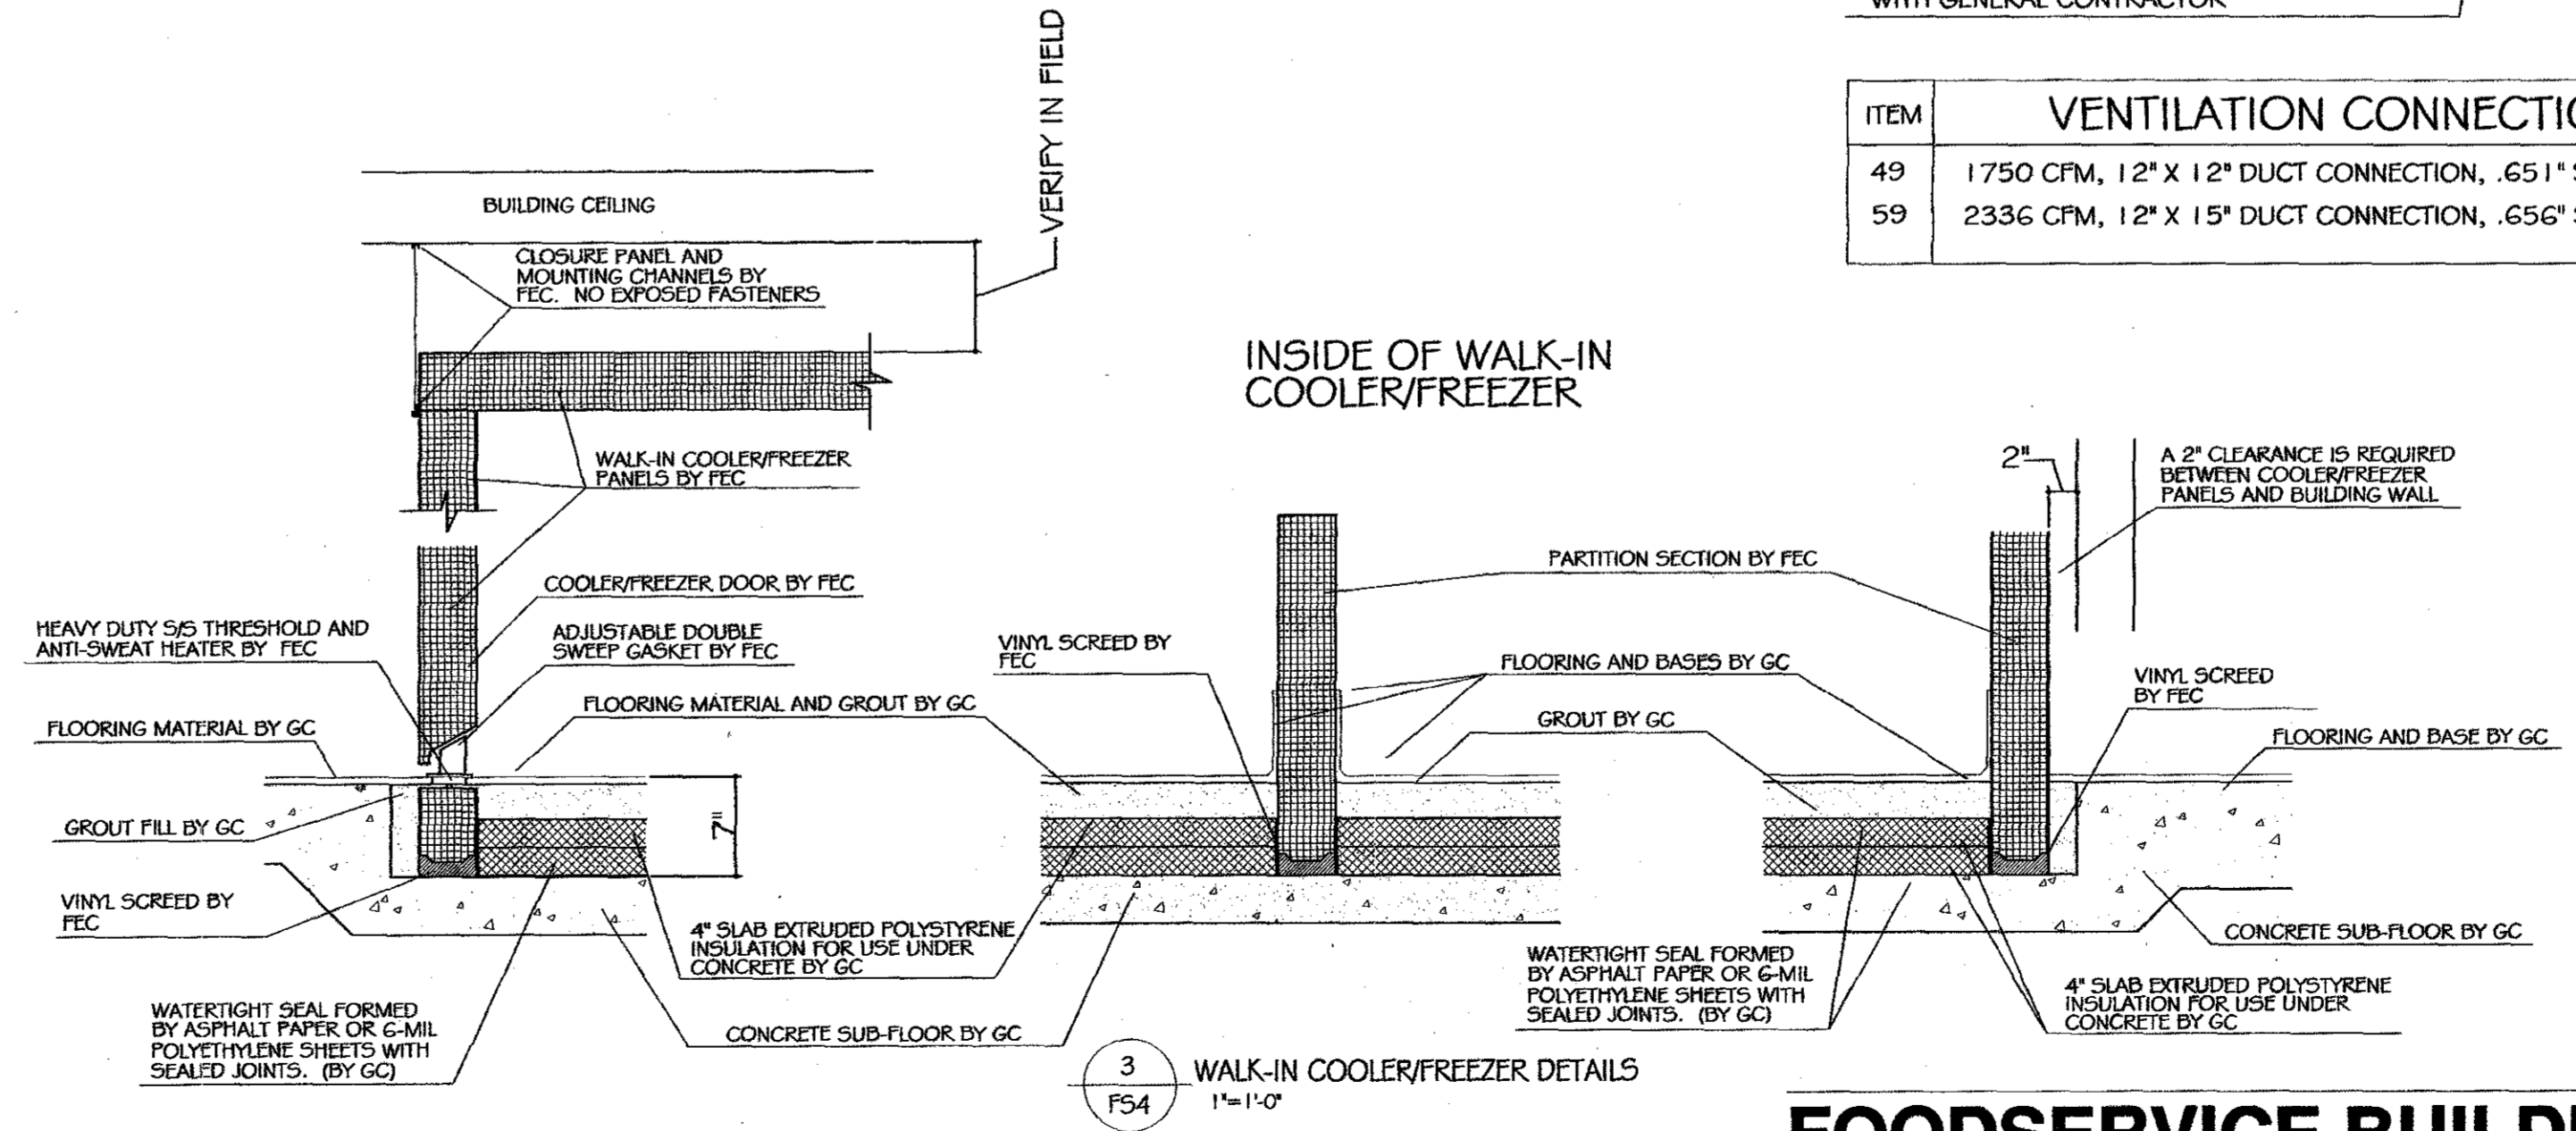 WITH GENERAL CONTRACTOR
VERIFY IN FIELD
ITEM
49 1750 CFM, 12" X 12" DUCT CONNECTION, .651"
59 2336 CFM, 12" X 15" DUCT CONNECTION, .656"
VENTILATION
BUILDING CEILING
CLOSURE PANEL AND
MOUNTING CHANNELS BY
FEC. NO EXPOSED FASTENERS
INSIDE OF WALK-IN
COOLER/FREEZER
WALK-IN COOLER/FREEZER
PANELS BY FEC
2"
A 2" CLEARANCE IS REQUIRED
BETWEEN COOLER/FREEZER
PANELS AND BUILDING WALL
COOLER/FREEZER DOOR BY FEC
PARTITION SECTION BY FEC
HEAVY DUTY S/S THRESHOLD AND
ANTI-SWEAT HEATER BY FEC
ADJUSTABLE DOUBLE
SWEEP GASKET BY FEC
VINYL SCREED BY
FEC
FLOORING AND BASES BY GC
VINYL SCREED
BY FEC
FLOORING MATERIAL AND GROUT BY GC
GROUT BY GC
FLOORING MATERIAL BY GC
FLOORING AND BASE BY GC
7"
GROUT FILL BY GC
VINYL SCREED BY
FEC
4" SLAB EXTRUDED POLYSTYRENE
INSULATION FOR USE UNDER
CONCRETE BY GC
CONCRETE SUB-FLOOR BY GC
WATERTIGHT SEAL FORMED
BY ASPHALT PAPER OR 6-MIL
POLYETHYLENE SHEETS WITH
SEALED JOINTS. (BY GC)
4" SLAB EXTRUDED POLYSTYRENE
INSULATION FOR USE UNDER
CONCRETE BY GC
WATERTIGHT SEAL FORMED
BY ASPHALT PAPER OR 6-MIL
POLYETHYLENE SHEETS WITH
SEALED JOINTS. (BY GC)
CONCRETE SUB-FLOOR BY GC
3
FS4
WALK-IN COOLER/FREEZER DETAILS
1"=1'-0"
FOODSERVICE